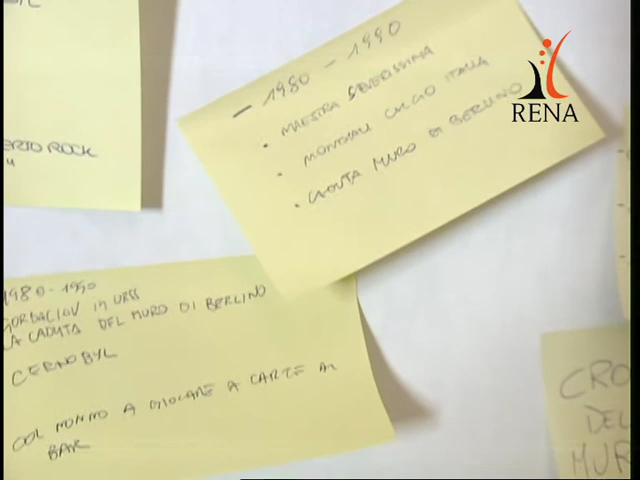 ERTO ROCK
- 1980 - 1990
• MAESTRA SEVERISSIMA
• MONDIALI CALCIO ITALIA
• CADUTA MURO DI BERLINO
RENA
1980-1990
GORBACIOV IN URSS
LA CADUTA DEL MURO DI BERLINO
CERNOBYL
COL NONNO A GIOCARE A CARTE AL
BAR
CRO
DEL
MUR